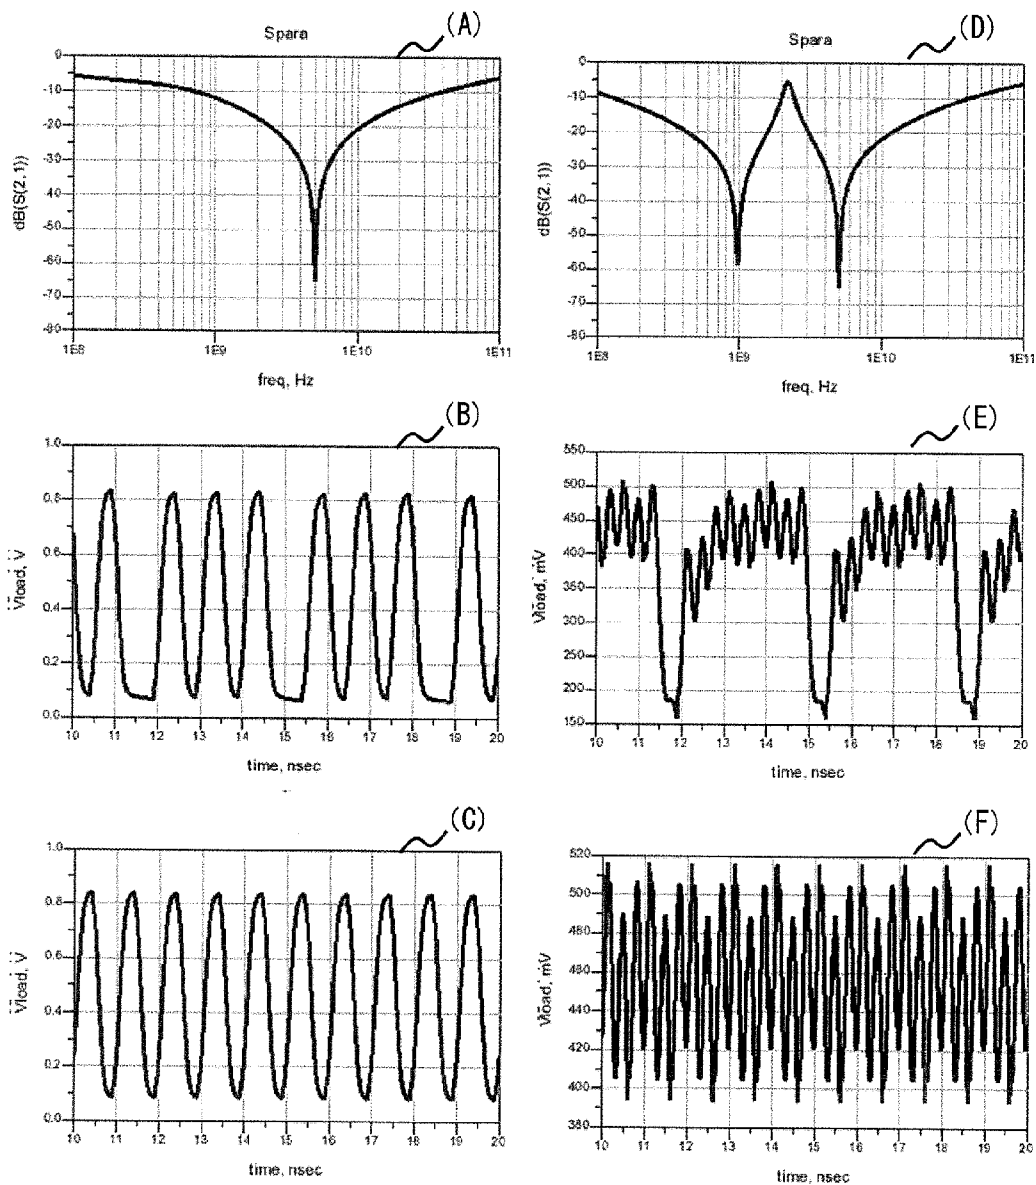 (A)
Spara
0
-10
-20
-30
-40
-50
-60
-70
-80
dB(S(2,1))
1E8
1E9
1E10
1E11
freq, Hz
(D)
Spara
0
-10
-20
-30
-40
-50
-60
-70
-80
dB(S(2,1))
1E8
1E9
1E10
1E11
freq, Hz
(B)
1.0
0.8
0.6
0.4
0.2
0.0
Vload, V
10 11 12 13 14 15 16 17 18 19 20
time, nsec
(E)
550
500
450
400
350
300
250
200
150
Vload, mV
10 11 12 13 14 15 16 17 18 19 20
time, nsec
(C)
1.0
0.8
0.6
0.4
0.2
0.0
Vload, V
10 11 12 13 14 15 16 17 18 19 20
time, nsec
(F)
520
500
480
460
440
420
400
380
Vload, mV
10 11 12 13 14 15 16 17 18 19 20
time, nsec